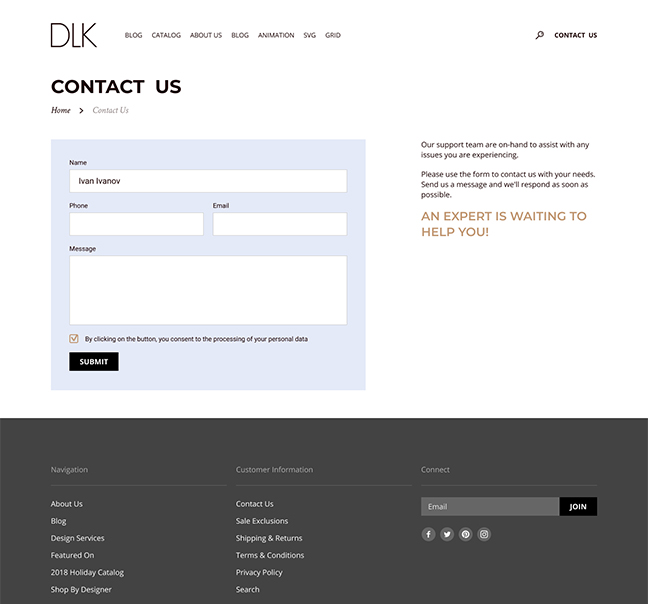 DLK
BLOG CATALOG ABOUT US BLOG ANIMATION SVG GRID
CONTACT US
CONTACT US
Home > Contact Us
Name
Ivan Ivanov
Phone Email
Message
By clicking on the button, you consent to the processing of your personal data
SUBMIT
Our support team are on-hand to assist with any
issues you are experiencing.
Please use the form to contact us with your needs.
Send us a message and we'll respond as soon as
possible.
AN EXPERT IS WAITING TO
HELP YOU!
Navigation
About Us
Blog
Design Services
Featured On
2018 Holiday Catalog
Shop By Designer
Customer Information
Contact Us
Sale Exclusions
Shipping & Returns
Terms & Conditions
Privacy Policy
Search
Connect
Email JOIN